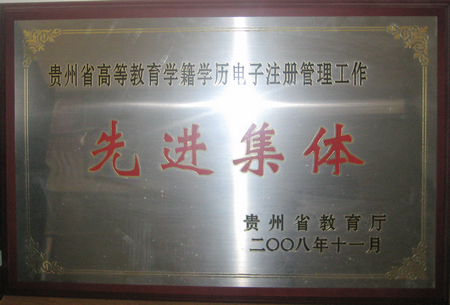 贵州省高等教育学籍学历电子注册管理工作
先进集体
贵州省教育厅
二〇〇八年十一月